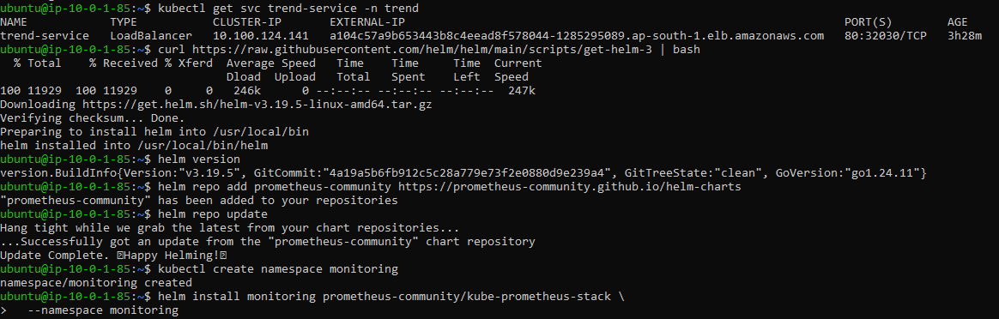 ubuntu@ip-10-0-1-85:~$ kubectl get svc trend-service -n trend
NAME            TYPE           CLUSTER-IP       EXTERNAL-IP                                                                PORT(S)        AGE
trend-service   LoadBalancer   10.100.124.141   a104c57a9b653443b8c4eead8f578044-1285295089.ap-south-1.elb.amazonaws.com   80:32030/TCP   3h28m
ubuntu@ip-10-0-1-85:~$ curl https://raw.githubusercontent.com/helm/helm/main/scripts/get-helm-3 | bash
  % Total    % Received % Xferd  Average Speed   Time    Time     Time  Current
                                 Dload  Upload   Total   Spent    Left  Speed
100 11929  100 11929    0     0   246k      0 --:--:-- --:--:-- --:--:--  247k
Downloading https://get.helm.sh/helm-v3.19.5-linux-amd64.tar.gz
Verifying checksum... Done.
Preparing to install helm into /usr/local/bin
helm installed into /usr/local/bin/helm
ubuntu@ip-10-0-1-85:~$ helm version
version.BuildInfo{Version:"v3.19.5", GitCommit:"4a19a5b6fb912c5c28a779e73f2e0880d9e239a4", GitTreeState:"clean", GoVersion:"go1.24.11"}
ubuntu@ip-10-0-1-85:~$ helm repo add prometheus-community https://prometheus-community.github.io/helm-charts
"prometheus-community" has been added to your repositories
ubuntu@ip-10-0-1-85:~$ helm repo update
Hang tight while we grab the latest from your chart repositories...
...Successfully got an update from the "prometheus-community" chart repository
Update Complete. Happy Helming!
ubuntu@ip-10-0-1-85:~$ kubectl create namespace monitoring
namespace/monitoring created
ubuntu@ip-10-0-1-85:~$ helm install monitoring prometheus-community/kube-prometheus-stack \
>   --namespace monitoring